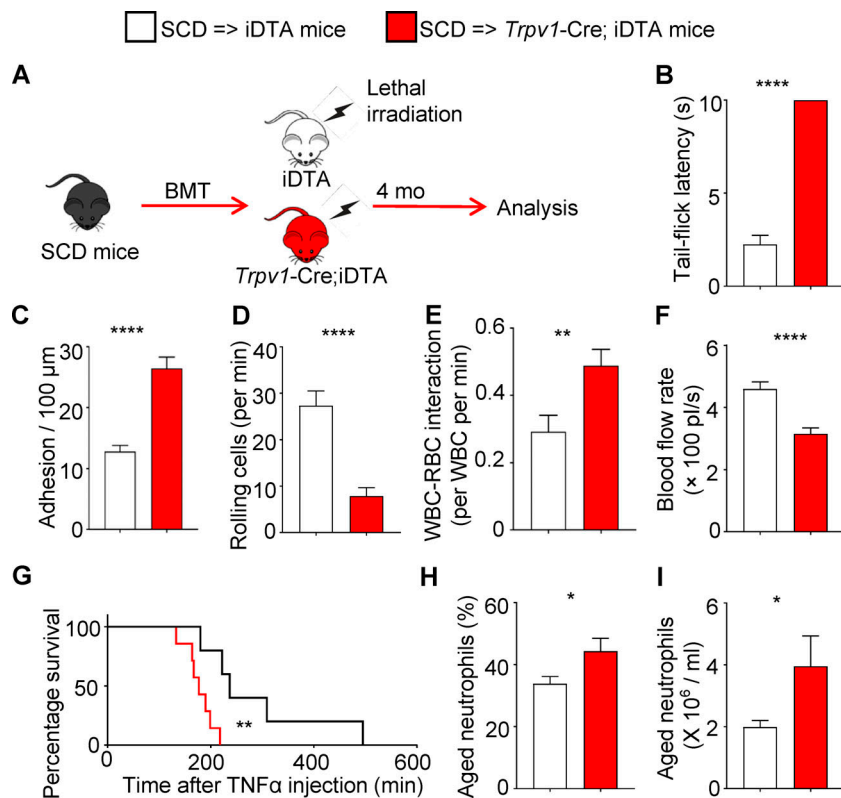 SCD => iDTA mice
SCD => Trpv1-Cre; iDTA mice
A
Lethal
irradiation
iDTA
BMT
4 mo
Analysis
SCD mice
Trpv1-Cre;iDTA
B
****
Tail-flick latency (s)
10
5
0
C
****
Adhesion / 100 µm
30
20
10
0
D
****
Rolling cells (per min)
40
30
20
10
0
E
**
WBC-RBC interaction
(per WBC per min)
0.6
0.4
0.2
0
F
****
Blood flow rate
(× 100 pl/s)
6
4
2
0
G
Percentage survival
100
50
0
**
0
200
400
600
Time after TNFα injection (min)
H
*
Aged neutrophils (%)
60
40
20
0
I
*
Aged neutrophils
(X 10⁶ / ml)
6
4
2
0